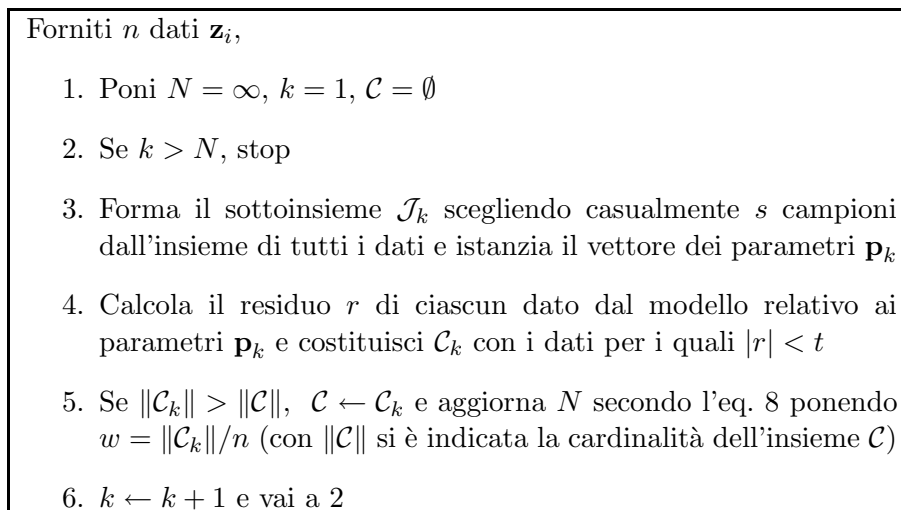 Forniti n dati z_i,
1. Poni N = ∞, k = 1, 𝒞 = ∅
2. Se k > N, stop
3. Forma il sottoinsieme 𝒥_k scegliendo casualmente s campioni
dall'insieme di tutti i dati e istanzia il vettore dei parametri p_k
4. Calcola il residuo r di ciascun dato dal modello relativo ai
parametri p_k e costituisci 𝒞_k con i dati per i quali |r| < t
5. Se ‖𝒞_k‖ > ‖𝒞‖, 𝒞 ← 𝒞_k e aggiorna N secondo l'eq. 8 ponendo
w = ‖𝒞_k‖/n (con ‖𝒞‖ si è indicata la cardinalità dell'insieme 𝒞)
6. k ← k + 1 e vai a 2